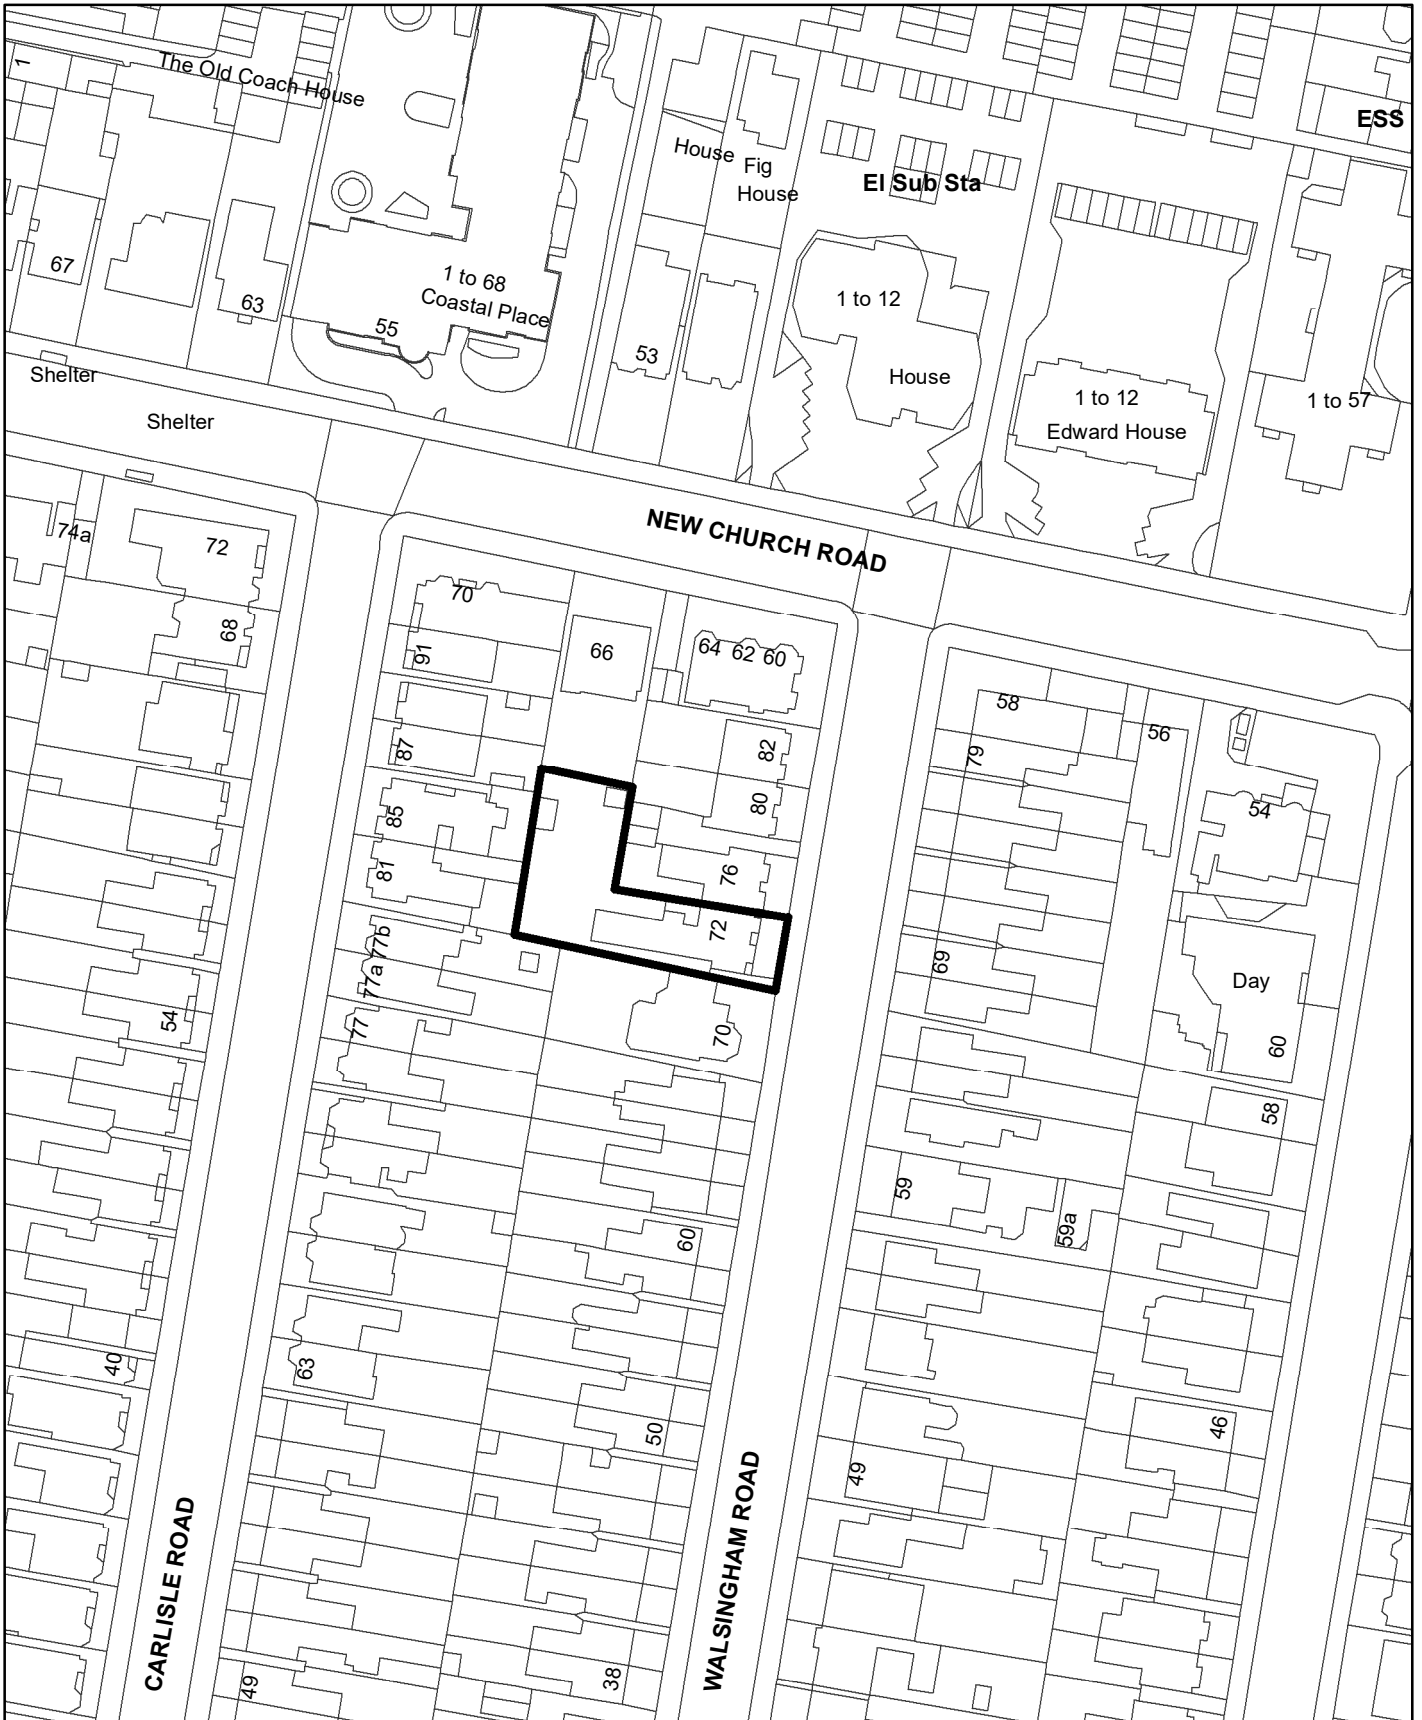 1
The Old Coach House
ESS
House
Fig
House
El Sub Sta
67
63
1 to 68
Coastal Place
55
53
1 to 12
House
1 to 12
Edward House
1 to 57
Shelter
Shelter
NEW CHURCH ROAD
74a
72
68
70
91
66
64
62
60
87
82
80
58
79
56
54
85
81
76
72
77b
77a
77
70
69
Day
60
54
58
59
59a
60
40
63
50
49
46
CARLISLE ROAD
WALSINGHAM ROAD
49
38